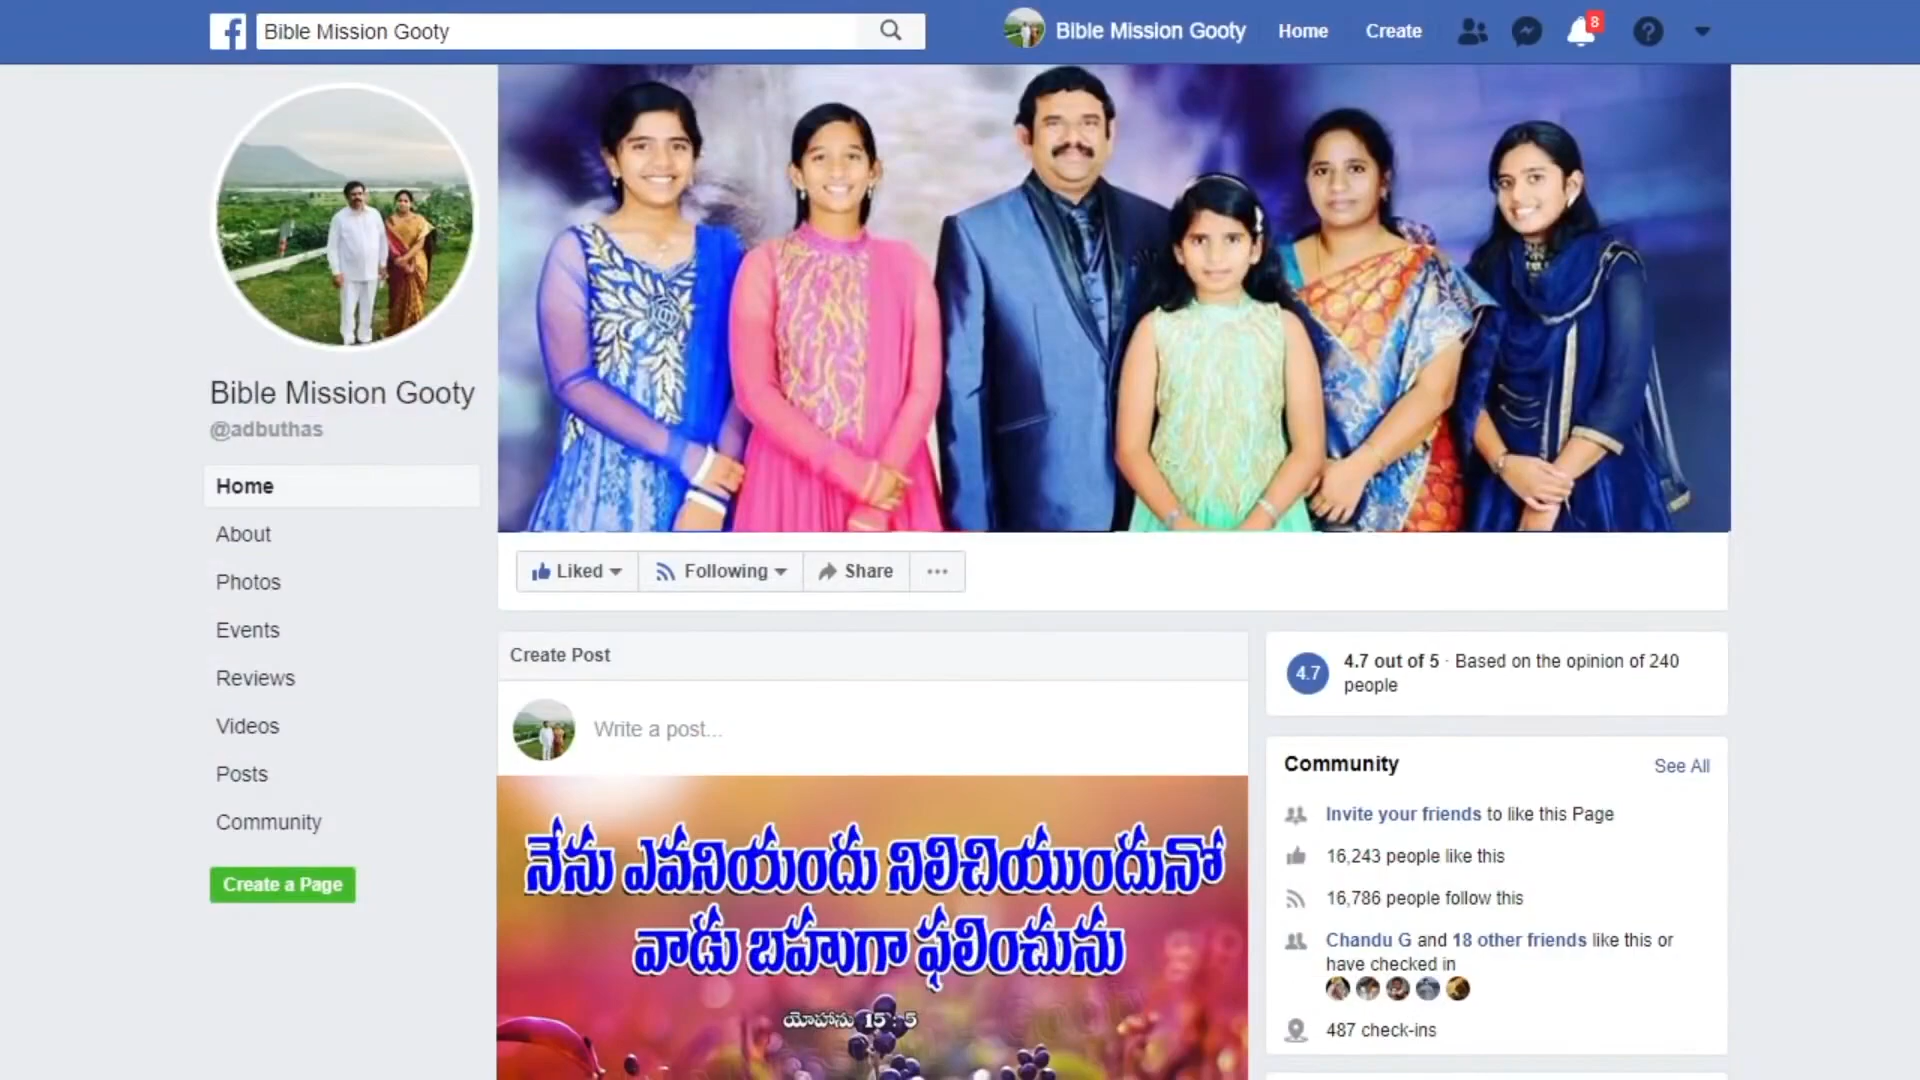 Bible Mission Gooty
Bible Mission Gooty
Home
Create
8
Bible Mission Gooty
@adbuthas
Home
About
Photos
Events
Reviews
Videos
Posts
Community
Create a Page
Liked
Following
Share
Create Post
Write a post...
నేను ఎవనియందు నిలిచియుందునో
వాడు బహుగా ఫలించును
యోహాను 15 : 5
4.7
4.7 out of 5 · Based on the opinion of 240
people
Community
See All
Invite your friends to like this Page
16,243 people like this
16,786 people follow this
Chandu G and 18 other friends like this or
have checked in
487 check-ins